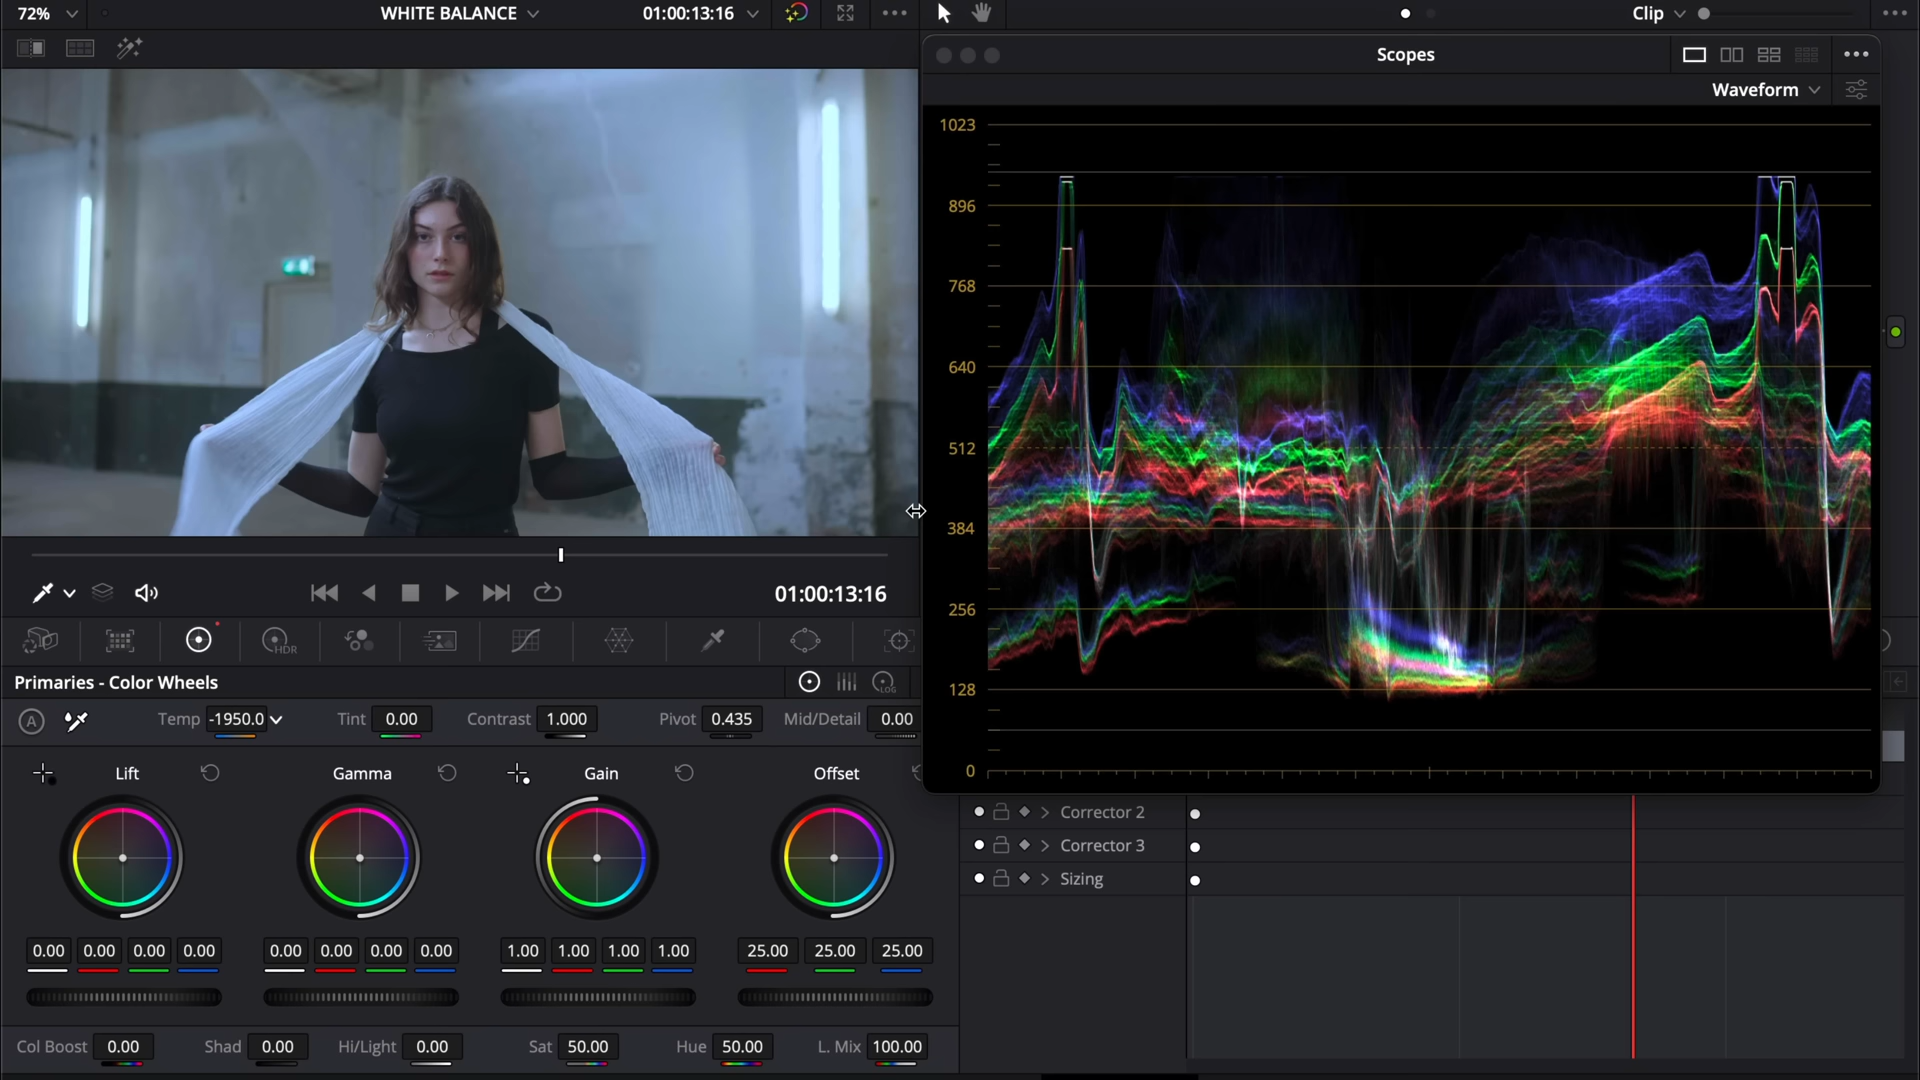 72% WHITE BALANCE 01:00:13:16 Clip
Scopes
Waveform
1023
896
768
640
512
384
256
128
0
01:00:13:16
HDR
Primaries - Color Wheels LOG
A Temp -1950.0 Tint 0.00 Contrast 1.000 Pivot 0.435 Mid/Detail 0.00
Lift Gamma Gain Offset
0.00 0.00 0.00 0.00 0.00 0.00 0.00 0.00 1.00 1.00 1.00 1.00 25.00 25.00 25.00
Col Boost 0.00 Shad 0.00 Hi/Light 0.00 Sat 50.00 Hue 50.00 L. Mix 100.00
Corrector 2
Corrector 3
Sizing